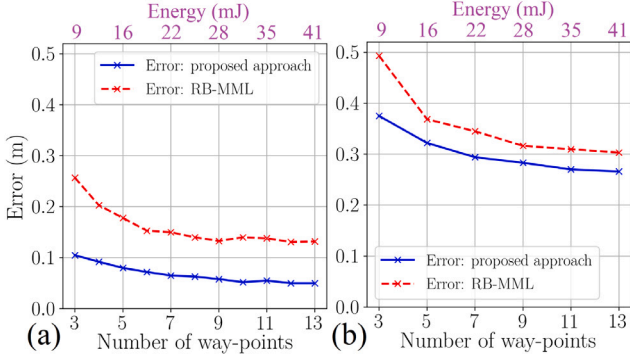 Energy (mJ)
9 16 22 28 35 41
0.5
0.4
0.3
0.2
0.1
0.0
Error (m)
Error: proposed approach
Error: RB-MML
3 5 7 9 11 13
Number of way-points
(a)
Energy (mJ)
9 16 22 28 35 41
0.5
0.4
0.3
0.2
0.1
0.0
Error: proposed approach
Error: RB-MML
3 5 7 9 11 13
Number of way-points
(b)